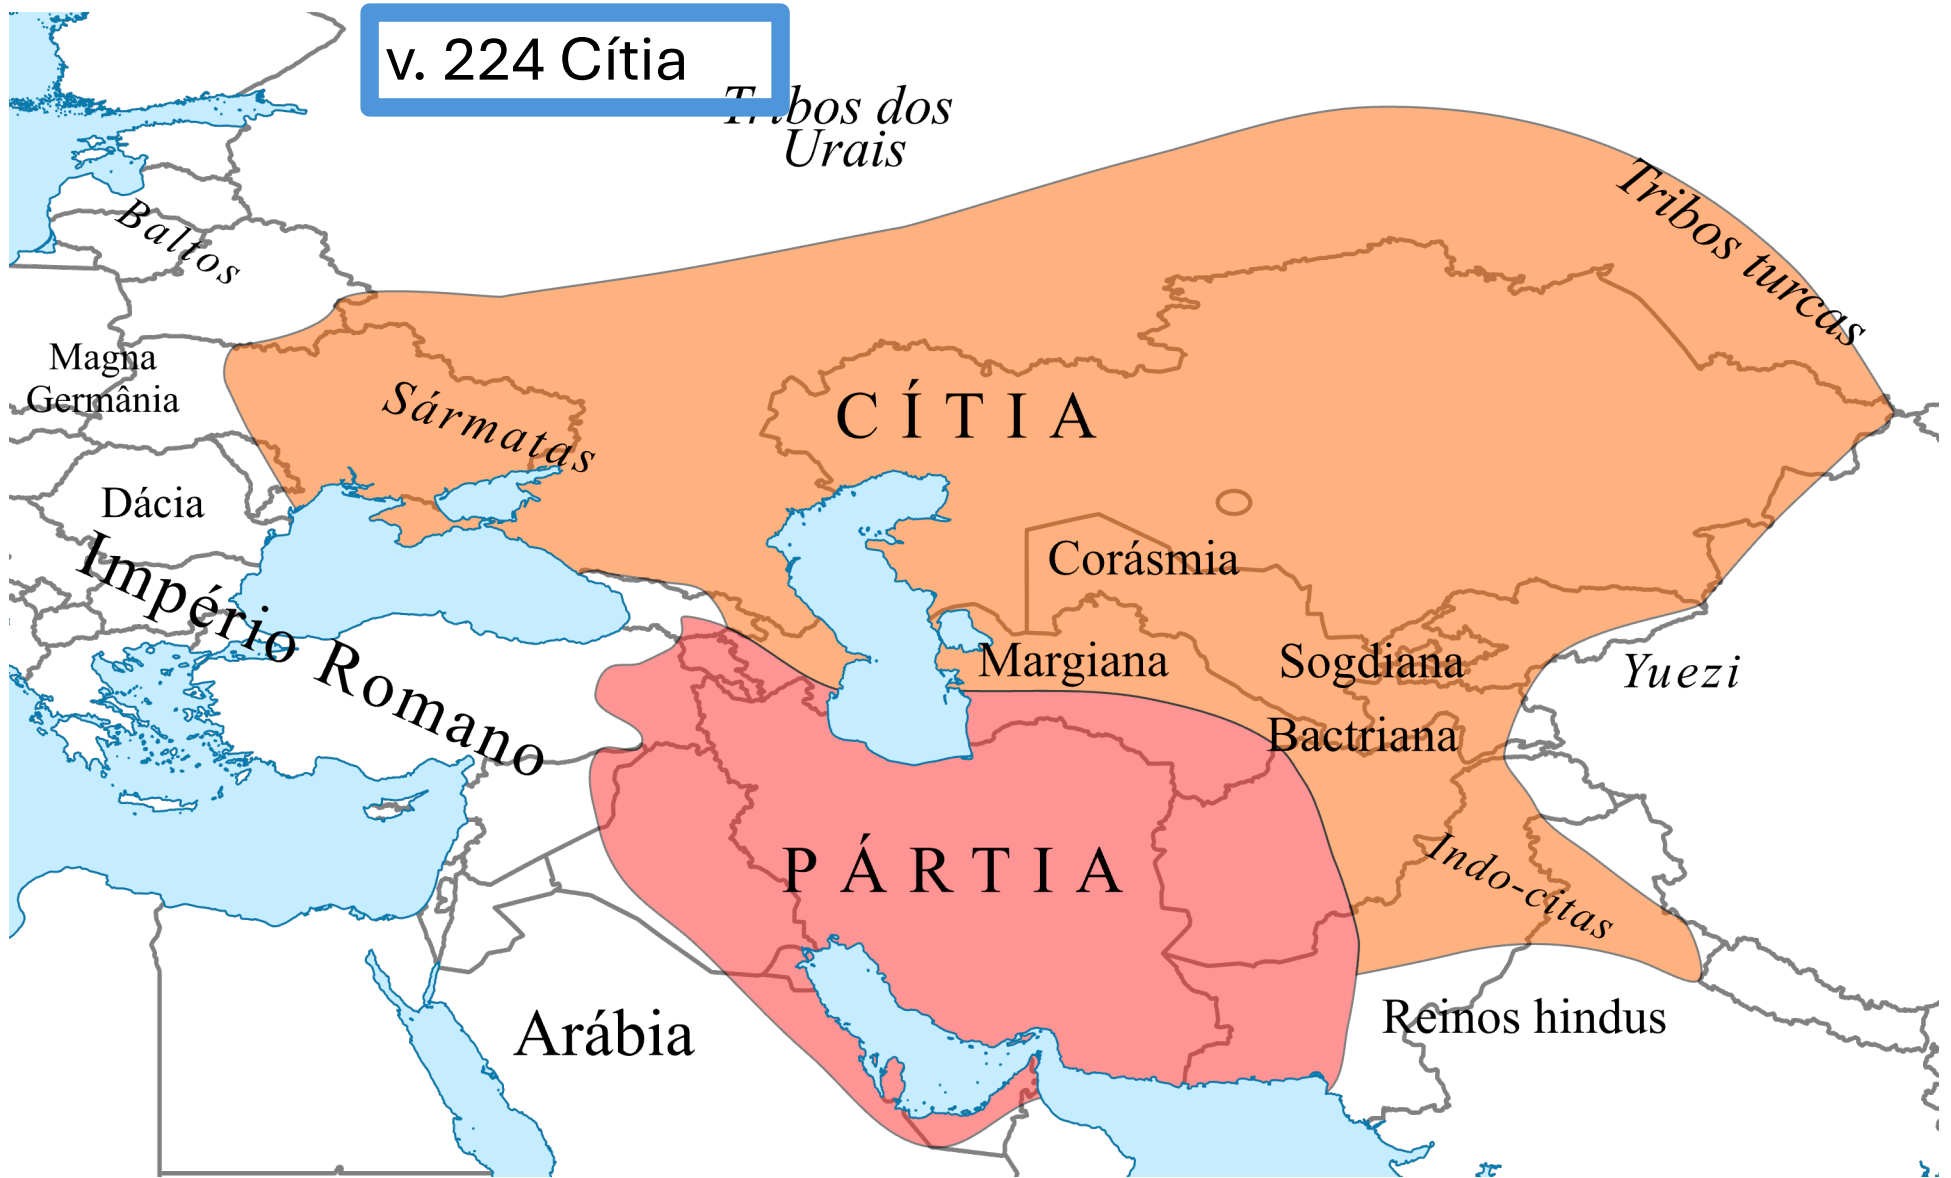 v. 224 Cítia
Tribos dos
Urais
Tribos turcas
Baltos
Magna
Germânia
Sármatas
CÍTIA
Dácia
Corásmia
Império Romano
Margiana
Sogdiana
Yuezi
Bactriana
PÁRTIA
Indo-citas
Arábia
Reinos hindus